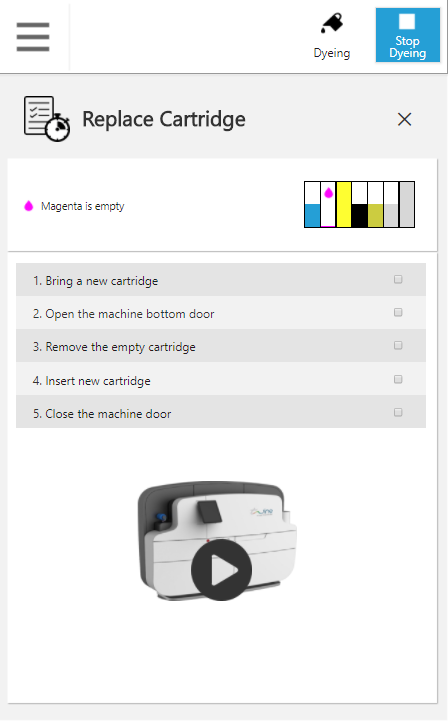 Dyeing
Stop
Dyeing
Replace Cartridge
Magenta is empty
1. Bring a new cartridge
2. Open the machine bottom door
3. Remove the empty cartridge
4. Insert new cartridge
5. Close the machine door